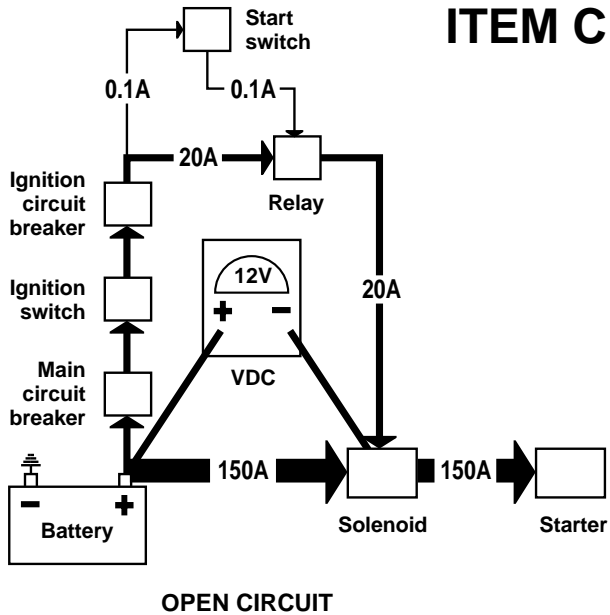 ITEM C
Start
switch
0.1A
0.1A
20A
Relay
Ignition
circuit
breaker
12V
+ −
VDC
Ignition
switch
20A
Main
circuit
breaker
150A
150A
− +
Battery
Solenoid
Starter
OPEN CIRCUIT